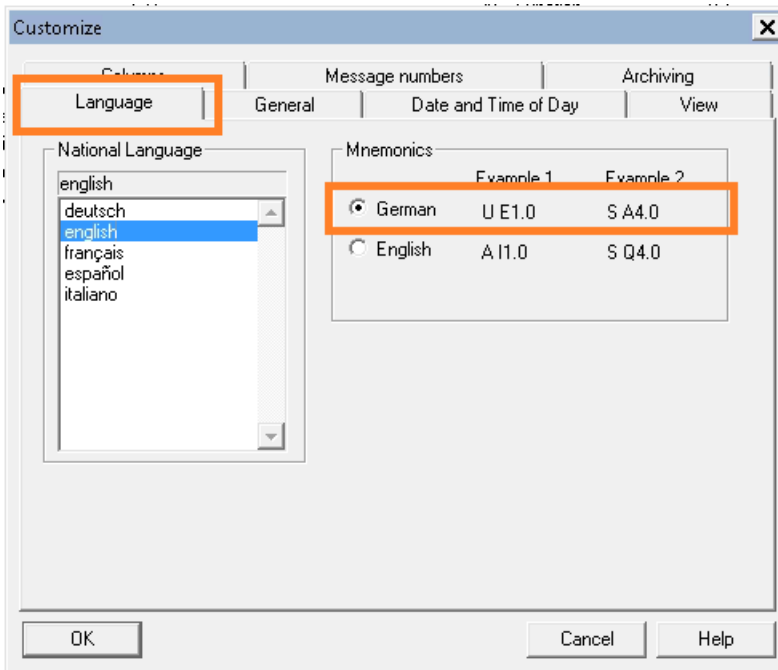 Customize
Message numbers
Archiving
Language
General
Date and Time of Day
View
National Language
english
deutsch
english
français
español
italiano
Mnemonics
Example 1 Example 2
German U E1.0 S A4.0
English A I1.0 S Q4.0
OK
Cancel
Help